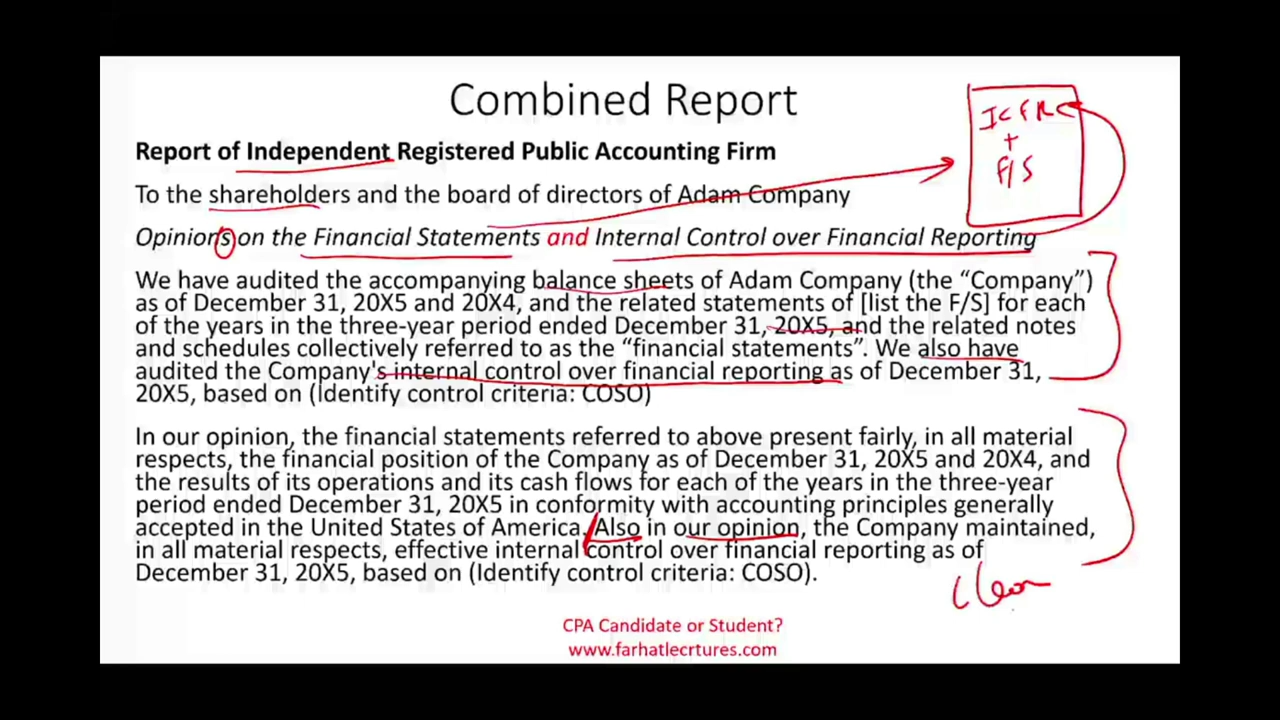 Combined Report
ICFR
+
F/S
Report of Independent Registered Public Accounting Firm
To the shareholders and the board of directors of Adam Company
Opinions on the Financial Statements and Internal Control over Financial Reporting
We have audited the accompanying balance sheets of Adam Company (the “Company”)
as of December 31, 20X5 and 20X4, and the related statements of [list the F/S] for each
of the years in the three-year period ended December 31, 20X5, and the related notes
and schedules collectively referred to as the “financial statements”. We also have
audited the Company's internal control over financial reporting as of December 31,
20X5, based on (Identify control criteria: COSO)
In our opinion, the financial statements referred to above present fairly, in all material
respects, the financial position of the Company as of December 31, 20X5 and 20X4, and
the results of its operations and its cash flows for each of the years in the three-year
period ended December 31, 20X5 in conformity with accounting principles generally
accepted in the United States of America. Also in our opinion, the Company maintained,
in all material respects, effective internal control over financial reporting as of
December 31, 20X5, based on (Identify control criteria: COSO).
clean
CPA Candidate or Student?
www.farhatlecrtures.com